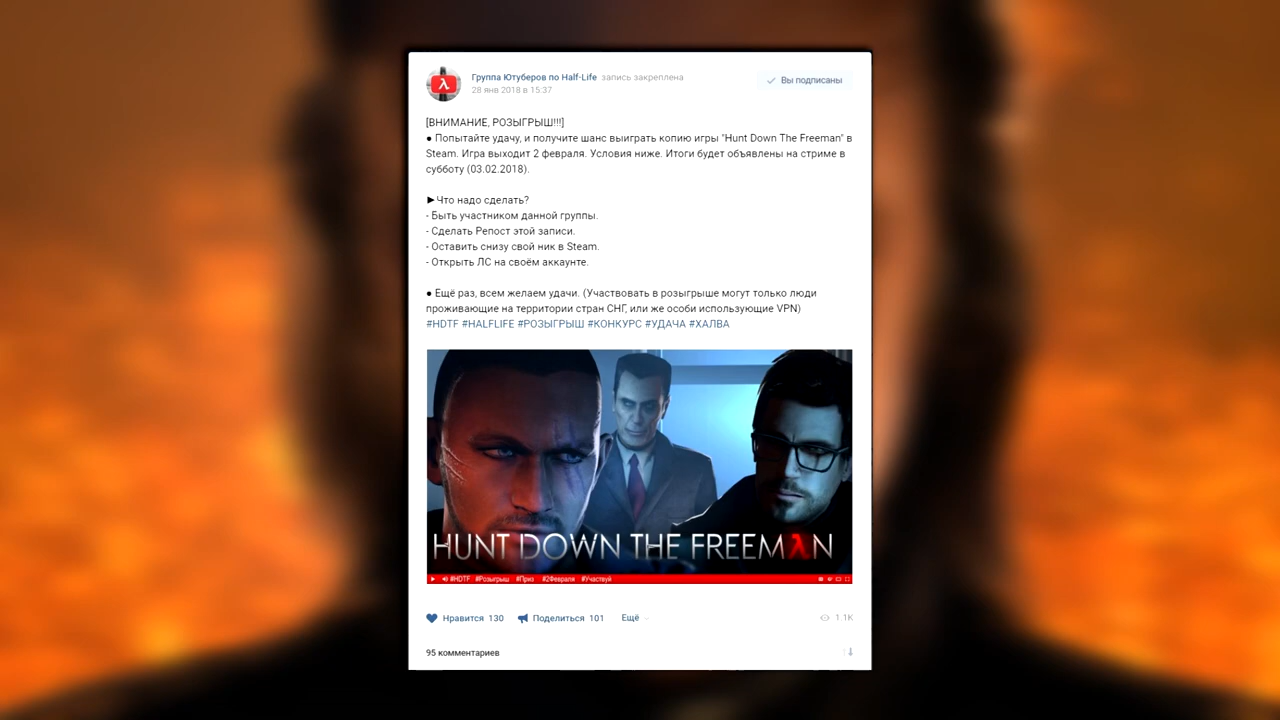 Группа Ютуберов по Half-Life запись закреплена
28 янв 2018 в 15:37
Вы подписаны
[ВНИМАНИЕ, РОЗЫГРЫШ!!!]
● Попытайте удачу, и получите шанс выиграть копию игры "Hunt Down The Freeman" в
Steam. Игра выходит 2 февраля. Условия ниже. Итоги будет объявлены на стриме в
субботу (03.02.2018).
►Что надо сделать?
- Быть участником данной группы.
- Сделать Репост этой записи.
- Оставить снизу свой ник в Steam.
- Открыть ЛС на своём аккаунте.
● Ещё раз, всем желаем удачи. (Участвовать в розыгрыше могут только люди
проживающие на территории стран СНГ, или же особи использующие VPN)
#HDTF #HALFLIFE #РОЗЫГРЫШ #КОНКУРС #УДАЧА #ХАЛВА
HUNT DOWN THE FREEMλN
#HDTF #Розыгрыш #Приз #2Февраля #Участвуй
Нравится 130 Поделиться 101 Ещё 1 1K
95 комментариев